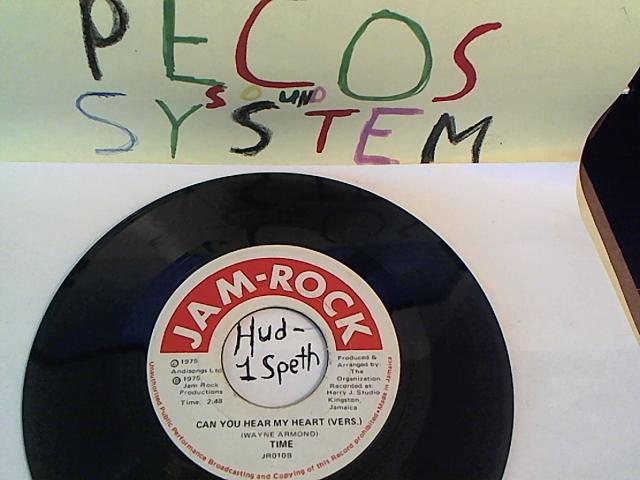 PECOS
SOUND
SYSTEM
JAM-ROCK
Hud-
1 Speth
Ⓟ 1975
Andisongs Ltd
© 1975
Jam Rock
Productions
Time: 2.48
Produced &
Arranged by:
The
Organization
Recorded at:
Harry J. Studio
Kingston,
Jamaica
CAN YOU HEAR MY HEART (VERS.)
(WAYNE ARMOND)
TIME
JR010B
Unauthorized Public Performance Broadcasting and Copying of this Record prohibited • Made in Jamaica